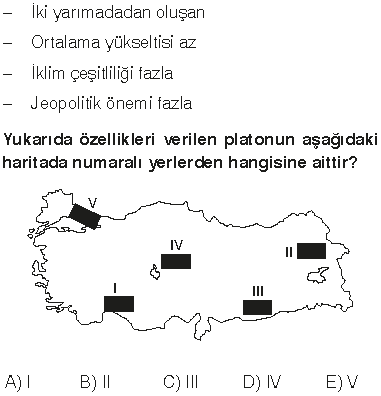 – İki yarımadadan oluşan
– Ortalama yükseltisi az
– İklim çeşitliliği fazla
– Jeopolitik önemi fazla
Yukarıda özellikleri verilen platonun aşağıdaki
haritada numaralı yerlerden hangisine aittir?
V
IV
II
I
III
A) I B) II C) III D) IV E) V